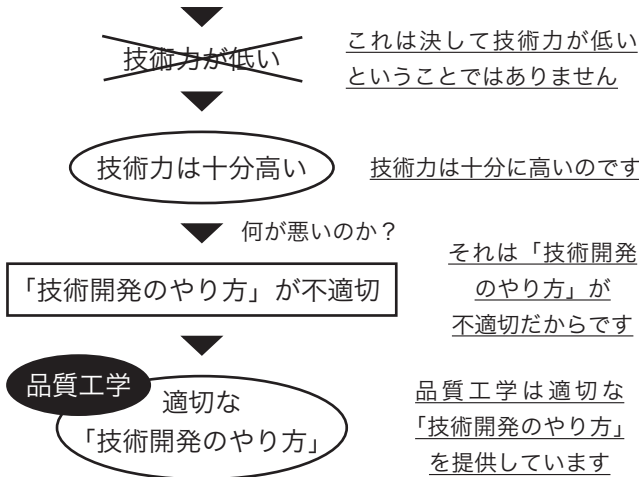 技術力が低い
これは決して技術力が低い
ということではありません
技術力は十分高い
技術力は十分に高いのです
何が悪いのか？
「技術開発のやり方」が不適切
それは「技術開発
のやり方」が
不適切だからです
品質工学
適切な
「技術開発のやり方」
品質工学は適切な
「技術開発のやり方」
を提供しています